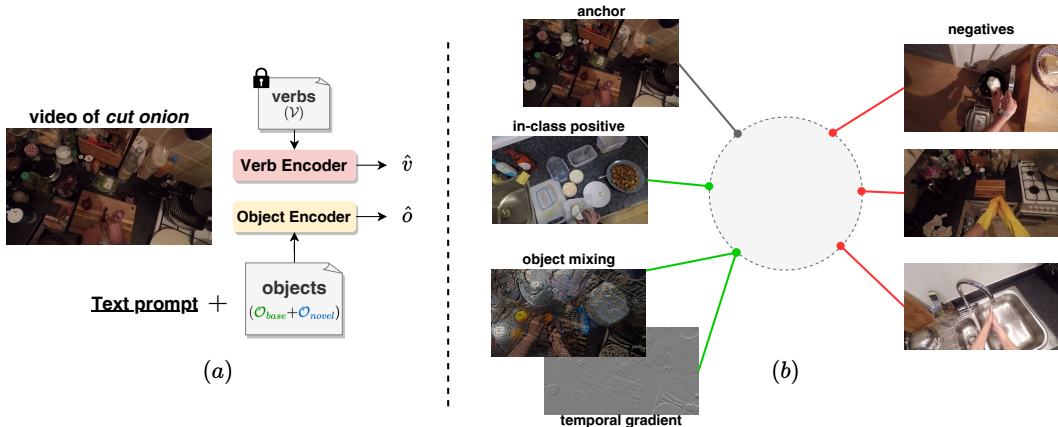 video of cut onion
verbs
(𝒱)
Verb Encoder
v̂
Object Encoder
ô
Text prompt +
objects
(𝒪base+𝒪novel)
(a)
anchor
in-class positive
object mixing
temporal gradient
negatives
(b)